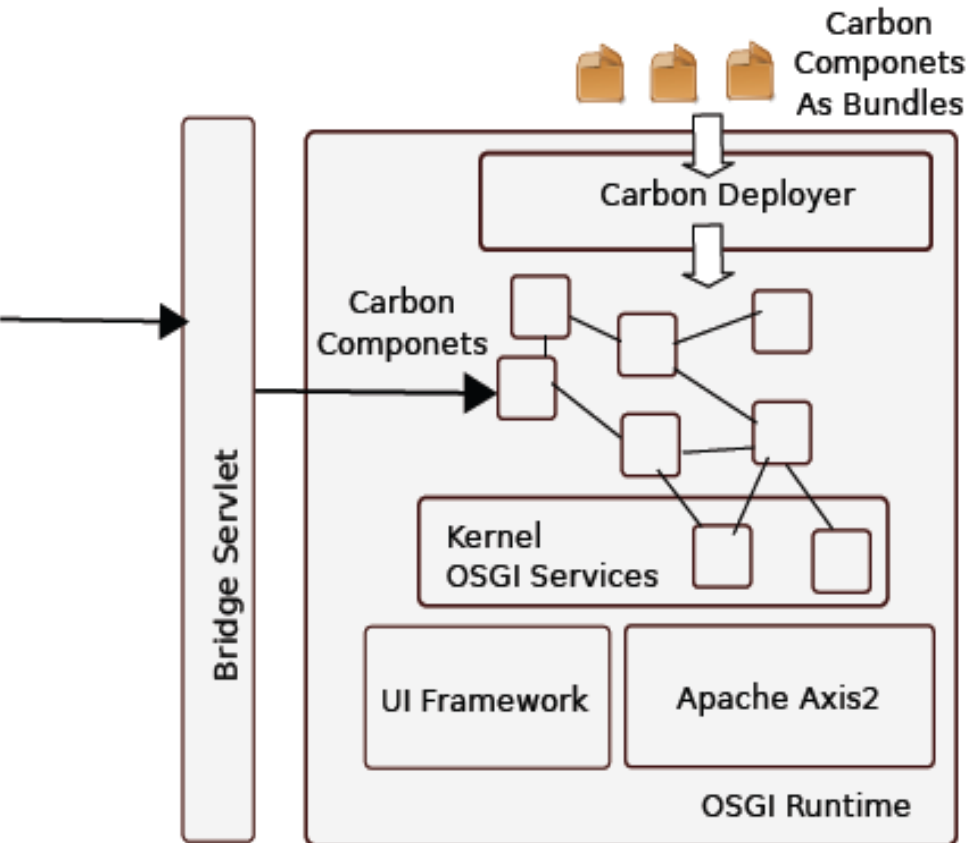 Carbon
Componets
As Bundles
Carbon Deployer
Carbon
Componets
Bridge Servlet
Kernel
OSGI Services
UI Framework
Apache Axis2
OSGI Runtime